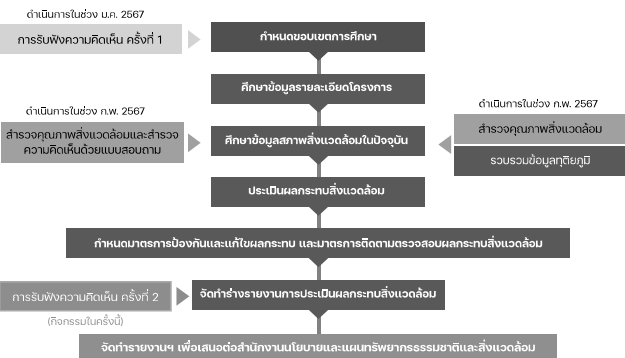 ดำเนินการในช่วง ม.ค. 2567
การรับฟังความคิดเห็น ครั้งที่ 1
กำหนดขอบเขตการศึกษา
ศึกษาข้อมูลรายละเอียดโครงการ
ดำเนินการในช่วง ก.พ. 2567
สำรวจคุณภาพสิ่งแวดล้อมและสำรวจ
ความคิดเห็นด้วยแบบสอบถาม
ศึกษาข้อมูลสภาพสิ่งแวดล้อมในปัจจุบัน
ดำเนินการในช่วง ก.พ. 2567
สำรวจคุณภาพสิ่งแวดล้อม
รวบรวมข้อมูลทุติยภูมิ
ประเมินผลกระทบสิ่งแวดล้อม
กำหนดมาตรการป้องกันและแก้ไขผลกระทบ และมาตรการติดตามตรวจสอบผลกระทบสิ่งแวดล้อม
การรับฟังความคิดเห็น ครั้งที่ 2
(กิจกรรมในครั้งนี้)
จัดทำร่างรายงานการประเมินผลกระทบสิ่งแวดล้อม
จัดทำรายงานฯ เพื่อเสนอต่อสำนักงานนโยบายและแผนทรัพยากรธรรมชาติและสิ่งแวดล้อม